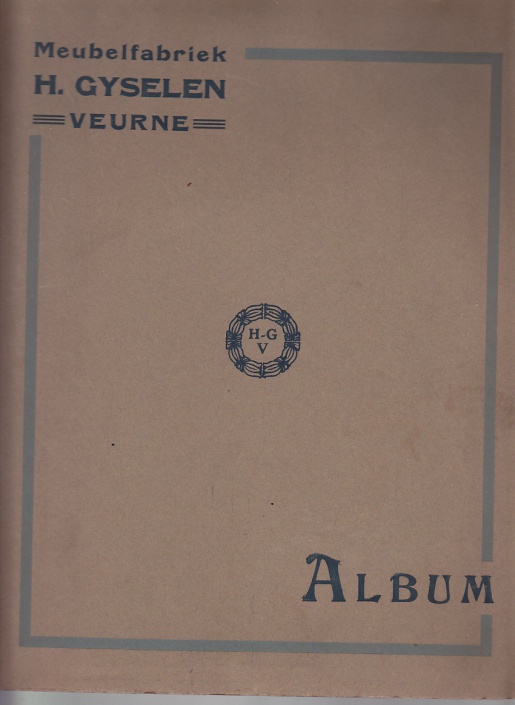 Meubelfabriek
H. GYSELEN
VEURNE
H-G
V
ALBUM